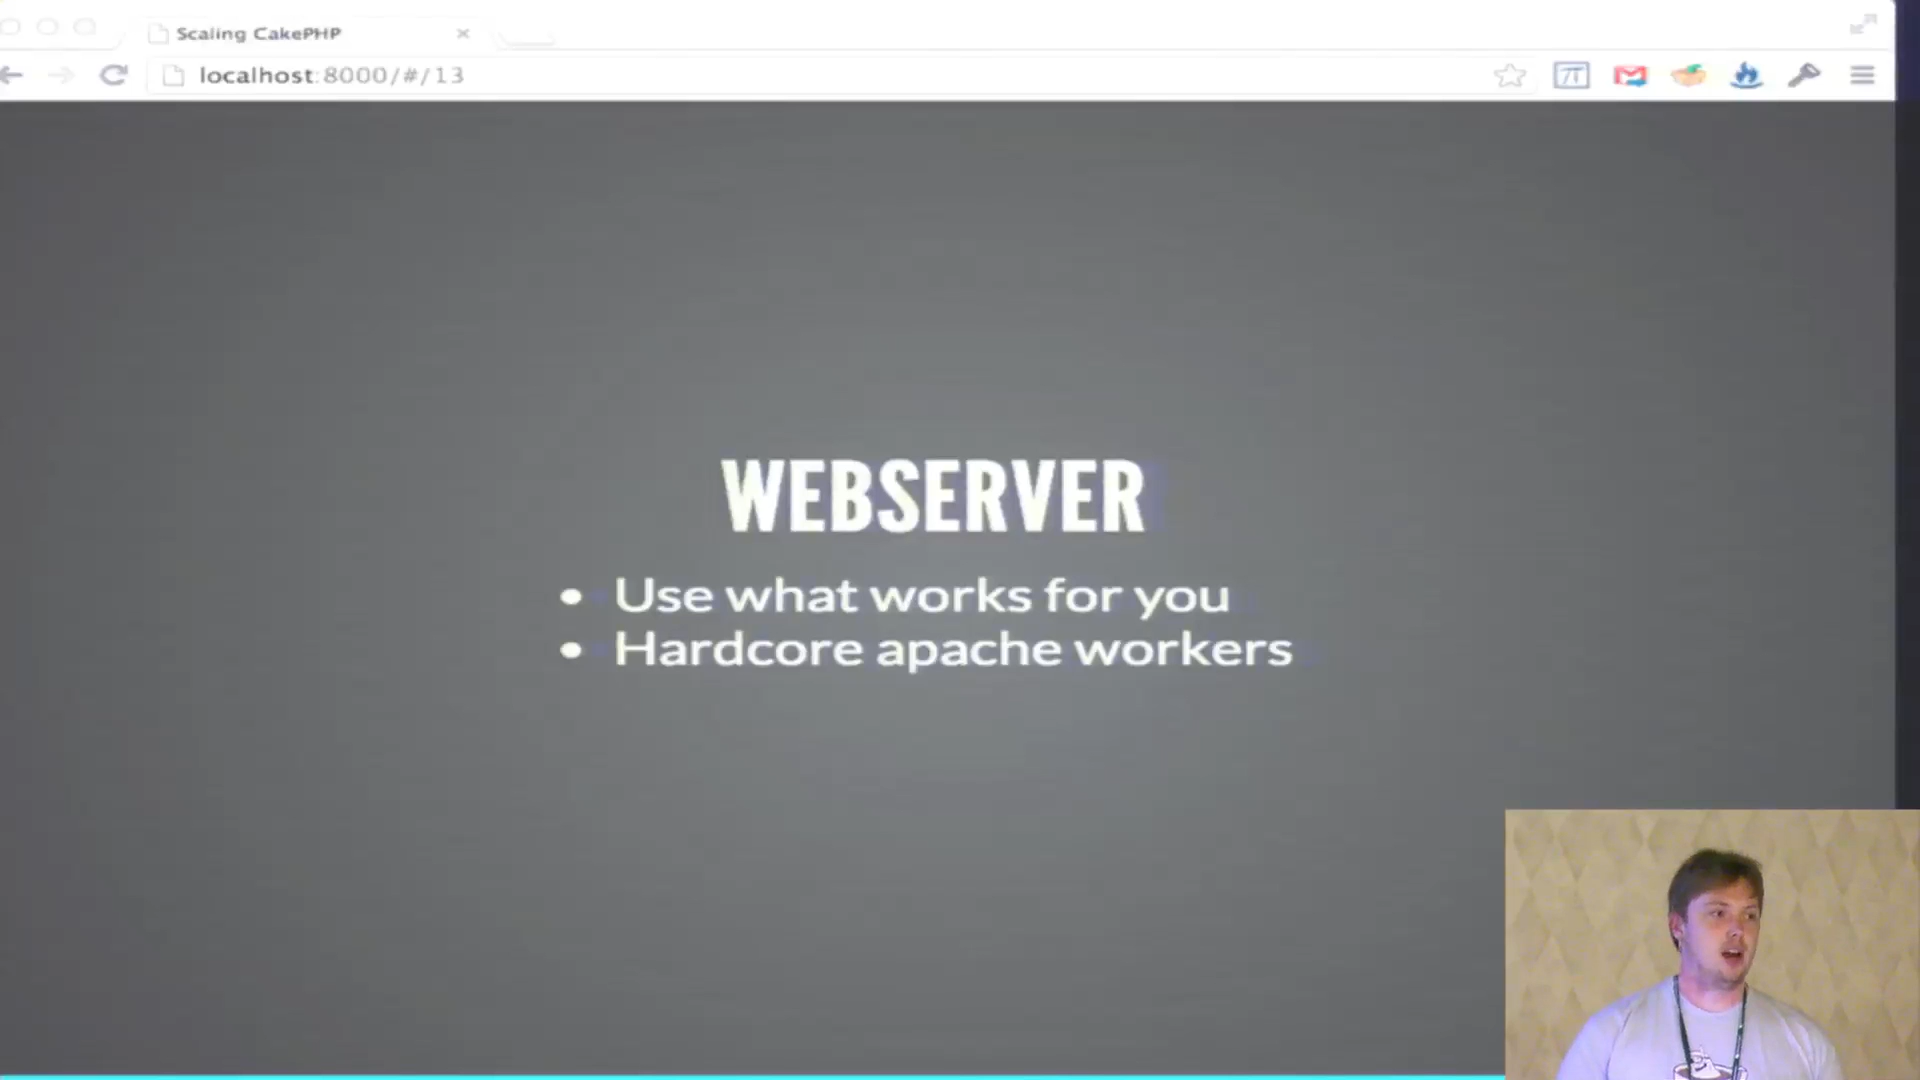 Scaling CakePHP
localhost:8000/#/13
WEBSERVER
Use what works for you
Hardcore apache workers